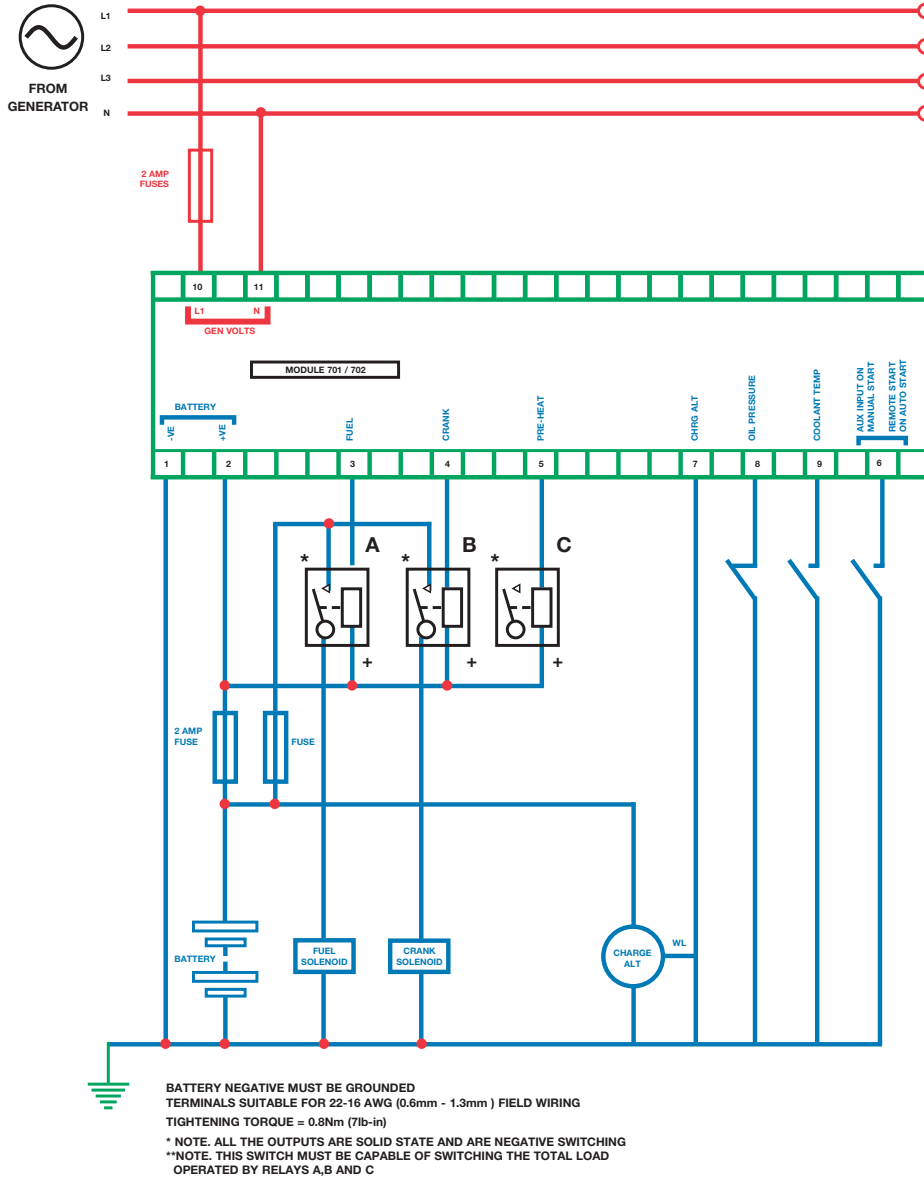 L1
L2
L3
N
FROM
GENERATOR
2 AMP
FUSES
10
11
L1
N
GEN VOLTS
MODULE 701 / 702
BATTERY
-VE
+VE
FUEL
CRANK
PRE-HEAT
CHRG ALT
OIL PRESSURE
COOLANT TEMP
AUX INPUT ON
MANUAL START
REMOTE START
ON AUTO START
1
2
3
4
5
7
8
9
6
* A
* B
* C
+
+
+
2 AMP
FUSE
FUSE
BATTERY
FUEL
SOLENOID
CRANK
SOLENOID
CHARGE
ALT
WL
BATTERY NEGATIVE MUST BE GROUNDED
TERMINALS SUITABLE FOR 22-16 AWG (0.6mm - 1.3mm ) FIELD WIRING
TIGHTENING TORQUE = 0.8Nm (7lb-in)
* NOTE. ALL THE OUTPUTS ARE SOLID STATE AND ARE NEGATIVE SWITCHING
**NOTE. THIS SWITCH MUST BE CAPABLE OF SWITCHING THE TOTAL LOAD
OPERATED BY RELAYS A,B AND C